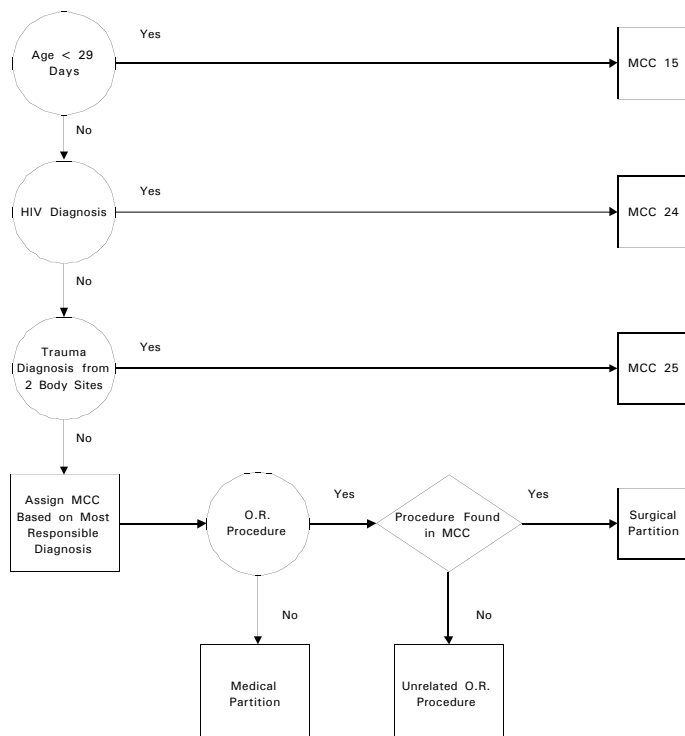 Yes
Age < 29
Days
MCC 15
No
Yes
HIV Diagnosis
MCC 24
No
Yes
Trauma
Diagnosis from
2 Body Sites
MCC 25
No
Assign MCC
Based on Most
Responsible
Diagnosis
O.R.
Procedure
Yes
Procedure Found
in MCC
Yes
Surgical
Partition
No
No
Medical
Partition
Unrelated O.R.
Procedure